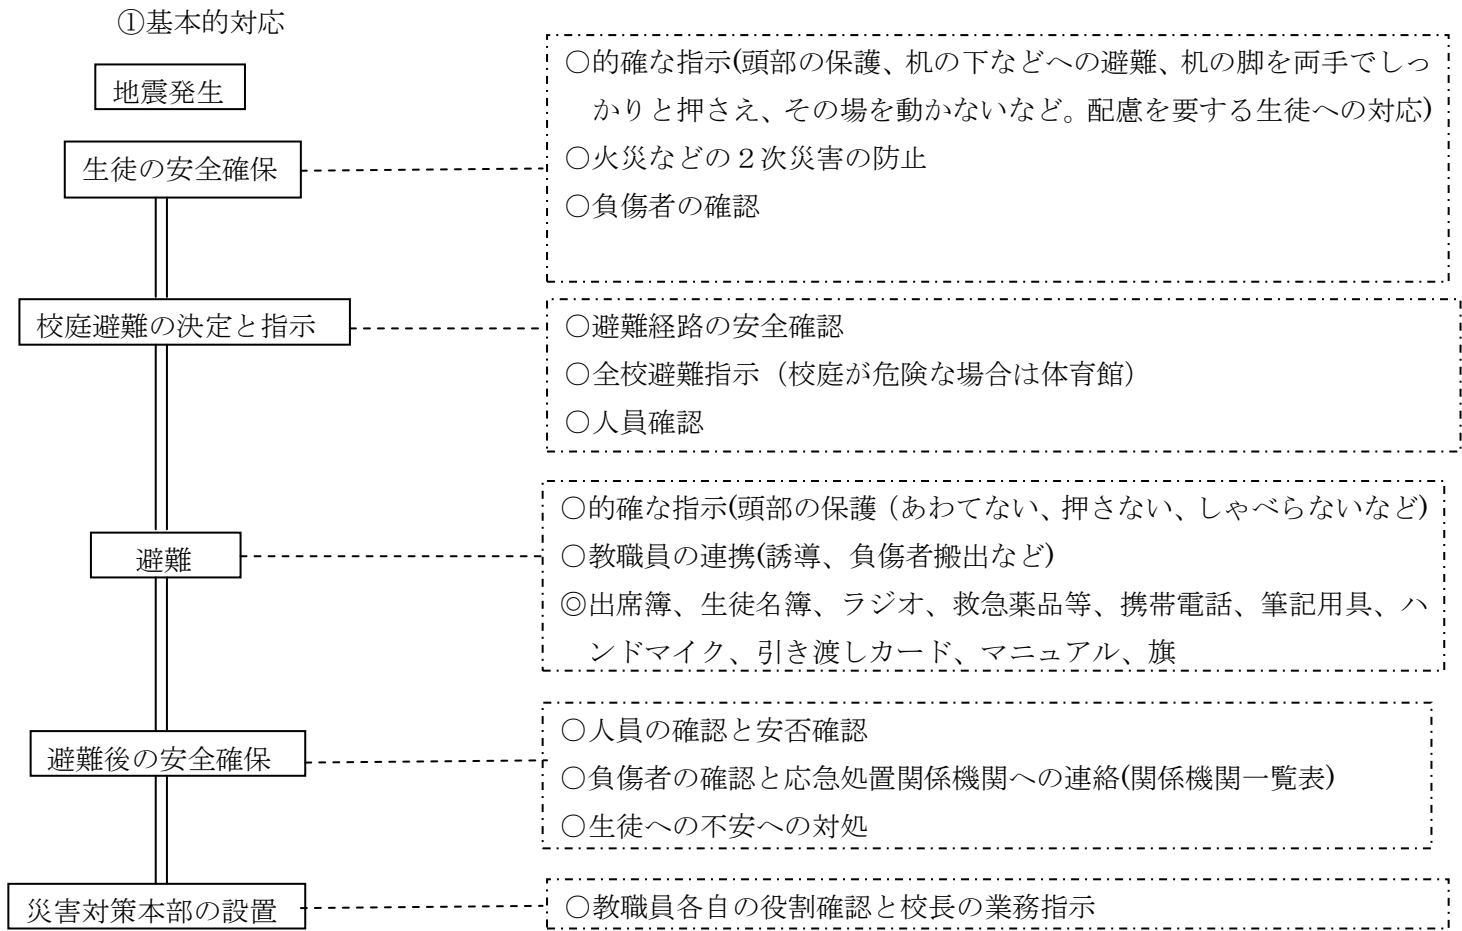 ①基本的対応
地震発生
生徒の安全確保
○的確な指示(頭部の保護、机の下などへの避難、机の脚を両手でしっ
かりと押さえ、その場を動かないなど。配慮を要する生徒への対応)
○火災などの２次災害の防止
○負傷者の確認
校庭避難の決定と指示
○避難経路の安全確認
○全校避難指示（校庭が危険な場合は体育館）
○人員確認
避難
○的確な指示(頭部の保護（あわてない、押さない、しゃべらないなど)
○教職員の連携(誘導、負傷者搬出など)
◎出席簿、生徒名簿、ラジオ、救急薬品等、携帯電話、筆記用具、ハ
ンドマイク、引き渡しカード、マニュアル、旗
避難後の安全確保
○人員の確認と安否確認
○負傷者の確認と応急処置関係機関への連絡(関係機関一覧表)
○生徒への不安への対処
災害対策本部の設置
○教職員各自の役割確認と校長の業務指示